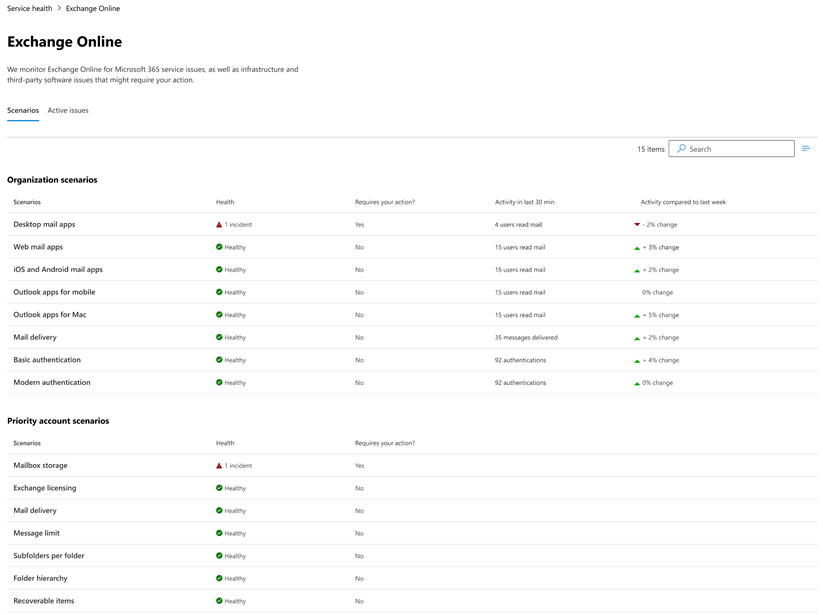 Service health > Exchange Online
Exchange Online
We monitor Exchange Online for Microsoft 365 service issues, as well as infrastructure and
third-party software issues that might require your action.
Scenarios Active issues
15 items Search
Organization scenarios
Scenarios Health Requires your action? Activity in last 30 min Activity compared to last week
Desktop mail apps 1 incident Yes 4 users read mail - 2% change
Web mail apps Healthy No 15 users read mail + 3% change
iOS and Android mail apps Healthy No 15 users read mail + 2% change
Outlook apps for mobile Healthy No 15 users read mail 0% change
Outlook apps for Mac Healthy No 15 users read mail + 5% change
Mail delivery Healthy No 35 messages delivered + 2% change
Basic authentication Healthy No 92 authentications + 4% change
Modern authentication Healthy No 92 authentications 0% change
Priority account scenarios
Scenarios Health Requires your action?
Mailbox storage 1 incident Yes
Exchange licensing Healthy No
Mail delivery Healthy No
Message limit Healthy No
Subfolders per folder Healthy No
Folder hierarchy Healthy No
Recoverable items Healthy No